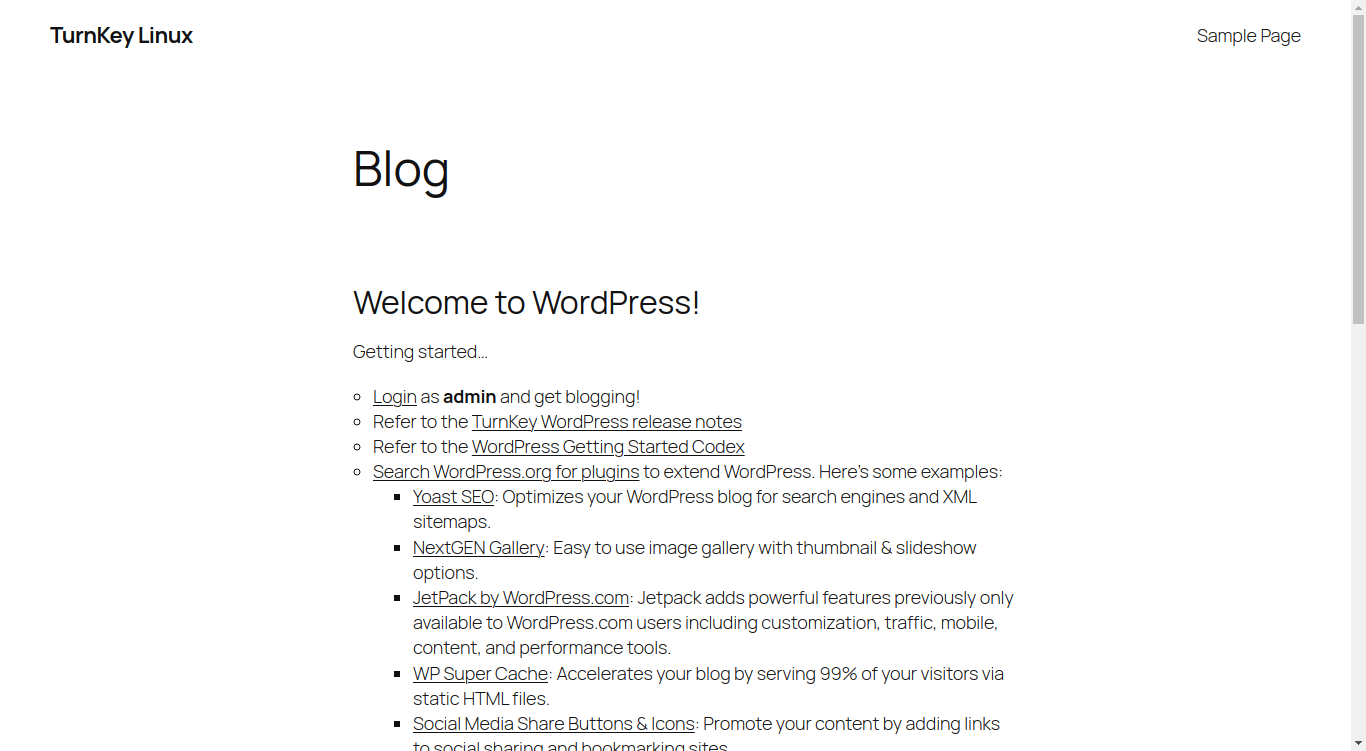 TurnKey Linux
Sample Page
Blog
Welcome to WordPress!
Getting started…
Login as admin and get blogging!
Refer to the TurnKey WordPress release notes
Refer to the WordPress Getting Started Codex
Search WordPress.org for plugins to extend WordPress. Here’s some examples:
Yoast SEO: Optimizes your WordPress blog for search engines and XML
sitemaps.
NextGEN Gallery: Easy to use image gallery with thumbnail & slideshow
options.
JetPack by WordPress.com: Jetpack adds powerful features previously only
available to WordPress.com users including customization, traffic, mobile,
content, and performance tools.
WP Super Cache: Accelerates your blog by serving 99% of your visitors via
static HTML files.
Social Media Share Buttons & Icons: Promote your content by adding links
to social sharing and bookmarking sites.